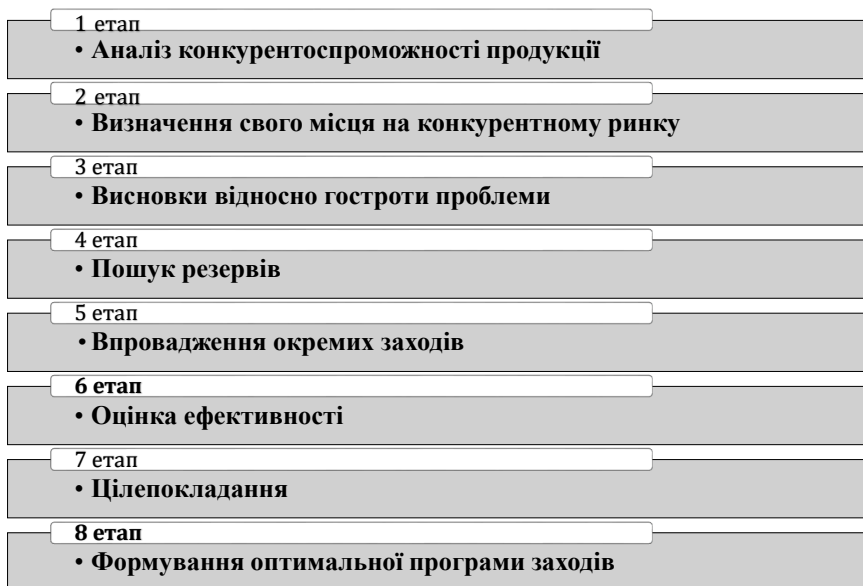 1 етап
• Аналіз конкурентоспроможності продукції
2 етап
• Визначення свого місця на конкурентному ринку
3 етап
• Висновки відносно гостроти проблеми
4 етап
• Пошук резервів
5 етап
• Впровадження окремих заходів
6 етап
• Оцінка ефективності
7 етап
• Цілепокладання
8 етап
• Формування оптимальної програми заходів